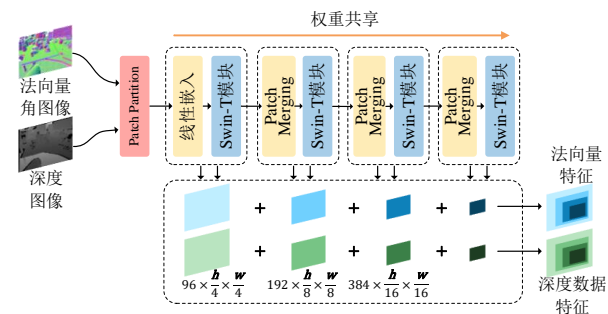 权重共享
法向量
角图像
深度
图像
Patch Partition
线性嵌入
Swin-T模块
Patch
Merging
Swin-T模块
Patch
Merging
Swin-T模块
Patch
Merging
Swin-T模块
法向量
特征
+ + +
+ + +
96 × h/4 × w/4
192 × h/8 × w/8
384 × h/16 × w/16
深度数据
特征